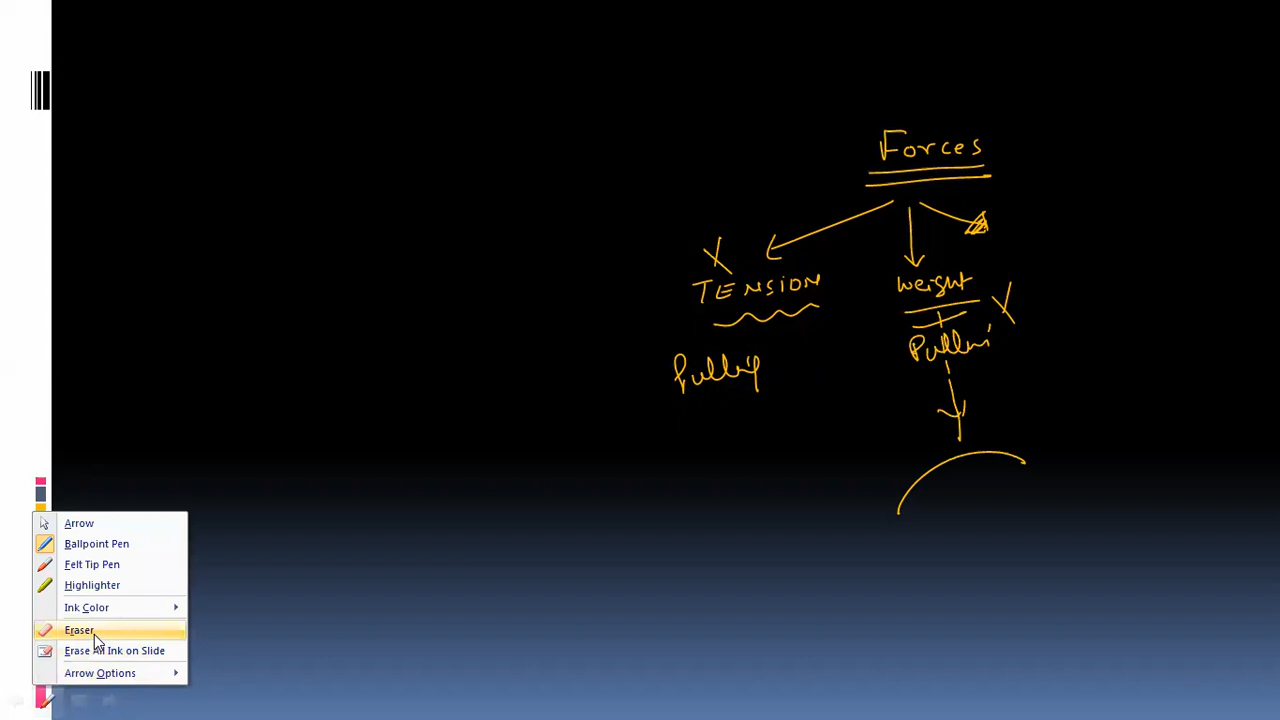 Forces
TENSION
Weight
Pulling
Arrow
Ballpoint Pen
Felt Tip Pen
Highlighter
Ink Color
Eraser
Erase All Ink on Slide
Arrow Options